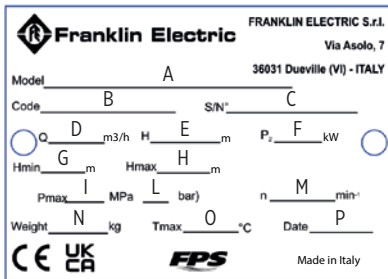 Franklin Electric
FRANKLIN ELECTRIC S.r.l.
Via Asolo, 7
36031 Dueville (VI) - ITALY
Model A
Code B S/N° C
Q D m3/h H E m P₂ F kW
Hmin G m Hmax H m
Pmax I MPa L bar) n M min⁻¹
Weight N kg Tmax O °C Date P
CE UK CA FPS Made in Italy